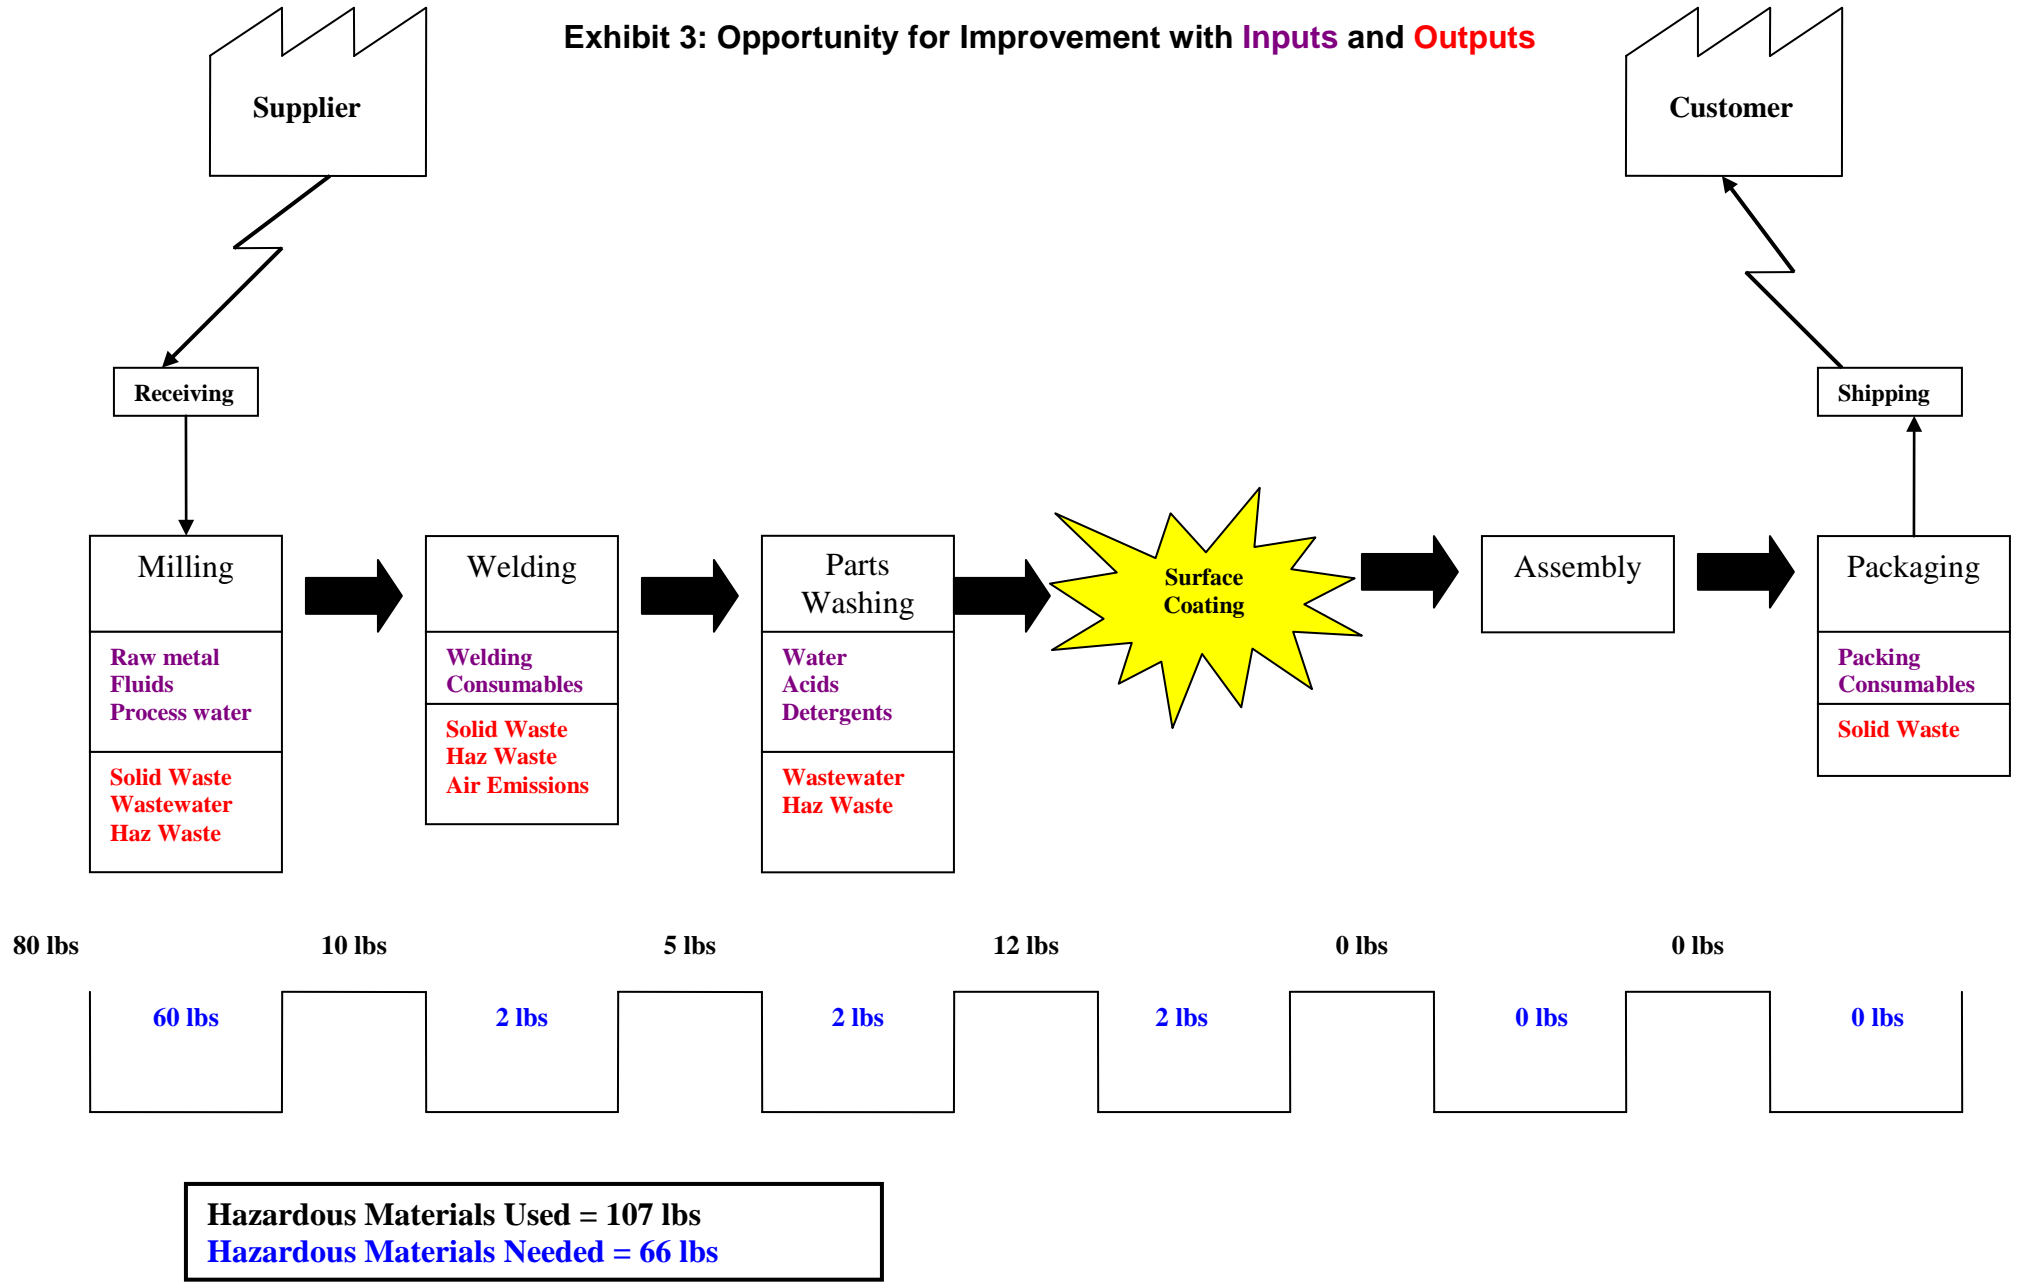 Exhibit 3: Opportunity for Improvement with Inputs and Outputs
Supplier
Customer
Receiving
Shipping
Milling
Raw metal
Fluids
Process water
Solid Waste
Wastewater
Haz Waste
Welding
Welding
Consumables
Solid Waste
Haz Waste
Air Emissions
Parts
Washing
Water
Acids
Detergents
Wastewater
Haz Waste
Surface
Coating
Assembly
Packaging
Packing
Consumables
Solid Waste
80 lbs
10 lbs
5 lbs
12 lbs
0 lbs
0 lbs
60 lbs
2 lbs
2 lbs
2 lbs
0 lbs
0 lbs
Hazardous Materials Used = 107 lbs
Hazardous Materials Needed = 66 lbs